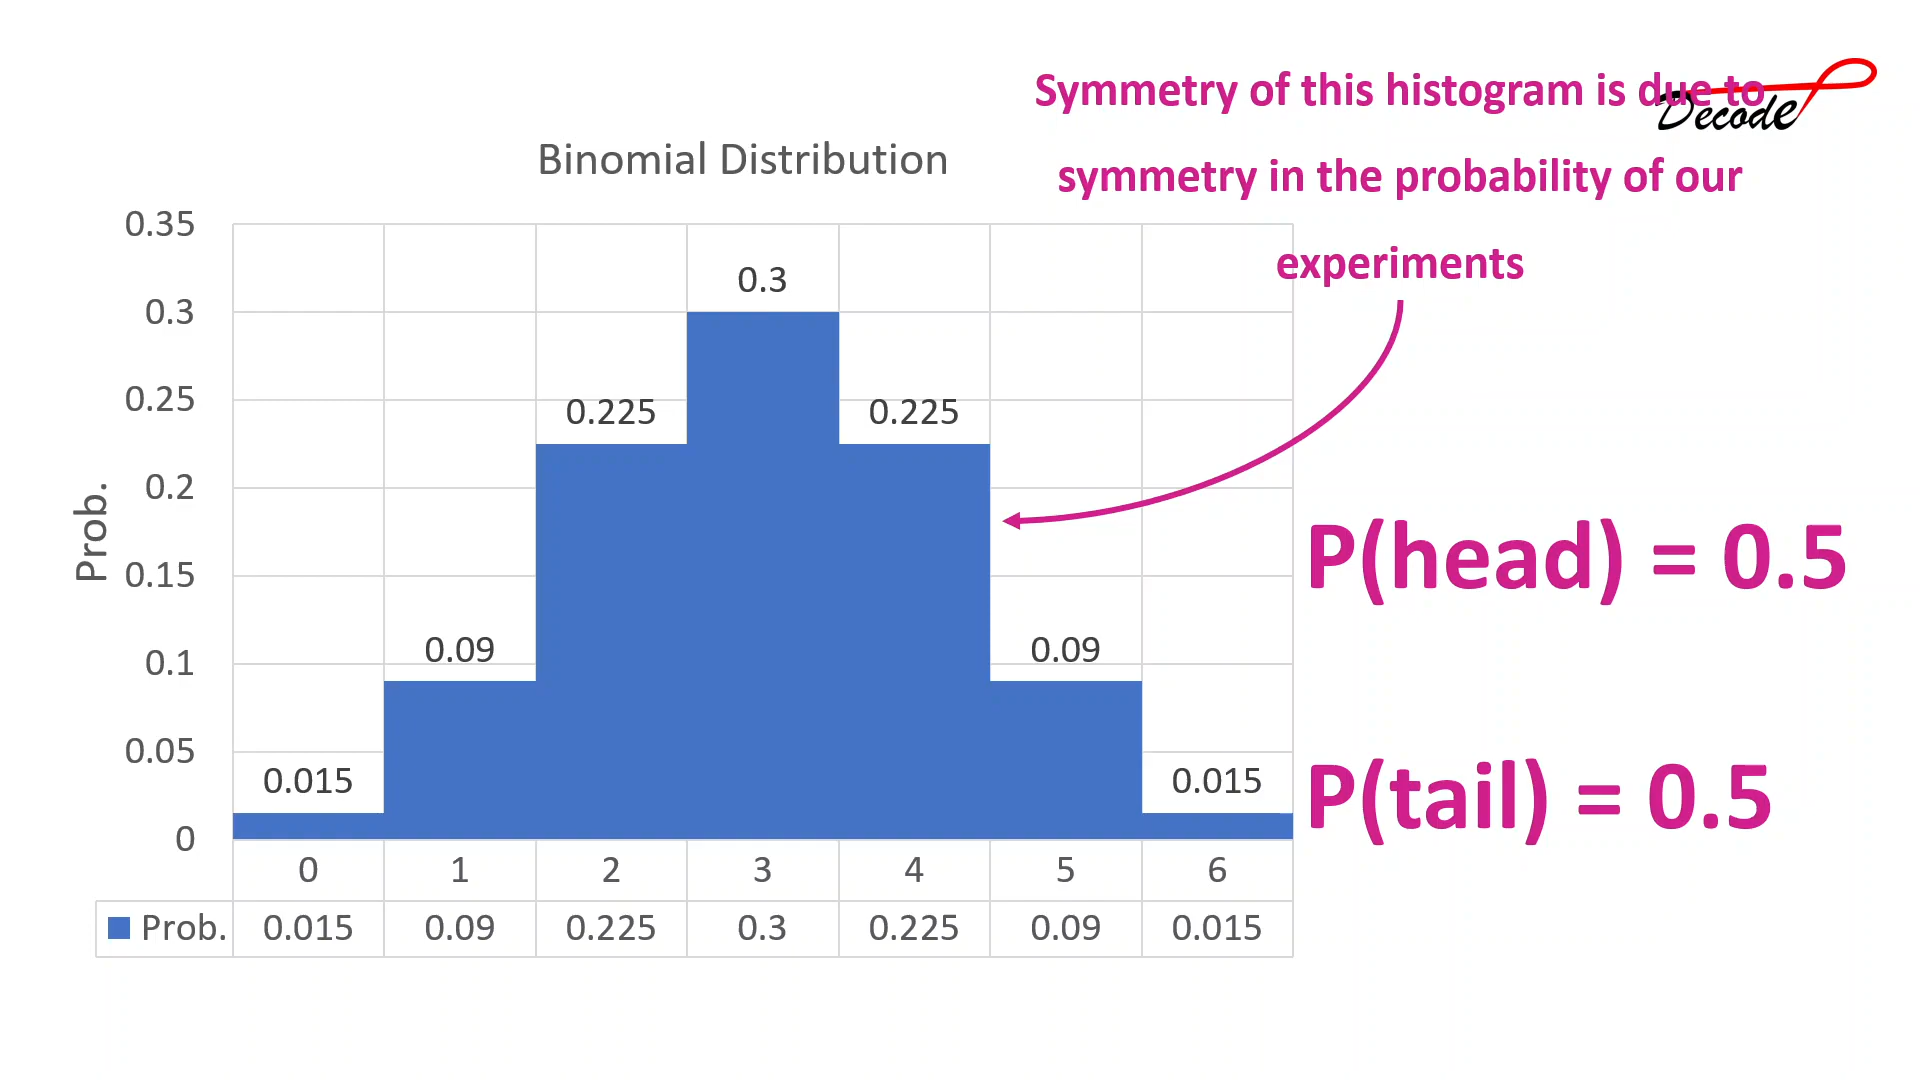 Symmetry of this histogram is due to
Decode
symmetry in the probability of our
experiments
Binomial Distribution
0.35
0.3
0.25
0.2
0.15
0.1
0.05
0
Prob.
0.015
0.09
0.225
0.3
0.225
0.09
0.015
P(head) = 0.5
P(tail) = 0.5
0 1 2 3 4 5 6
Prob. 0.015 0.09 0.225 0.3 0.225 0.09 0.015